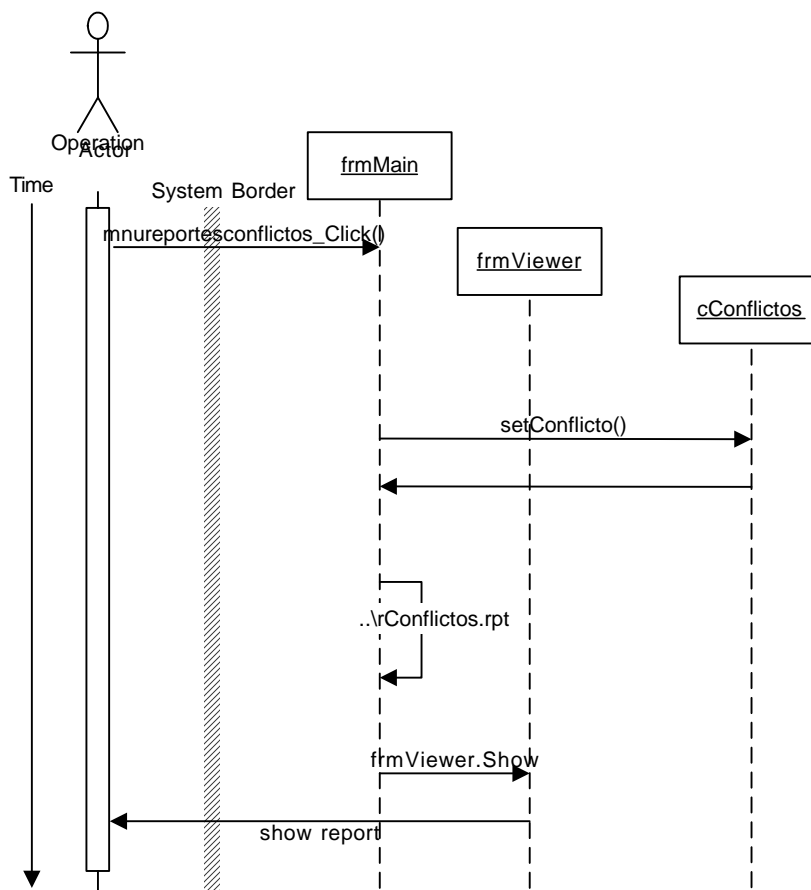 Operation
Actor
frmMain
Time
System Border
mnureportesconflictos_Click()
frmViewer
cConflictos
setConflicto()
..\rConflictos.rpt
frmViewer.Show
show report